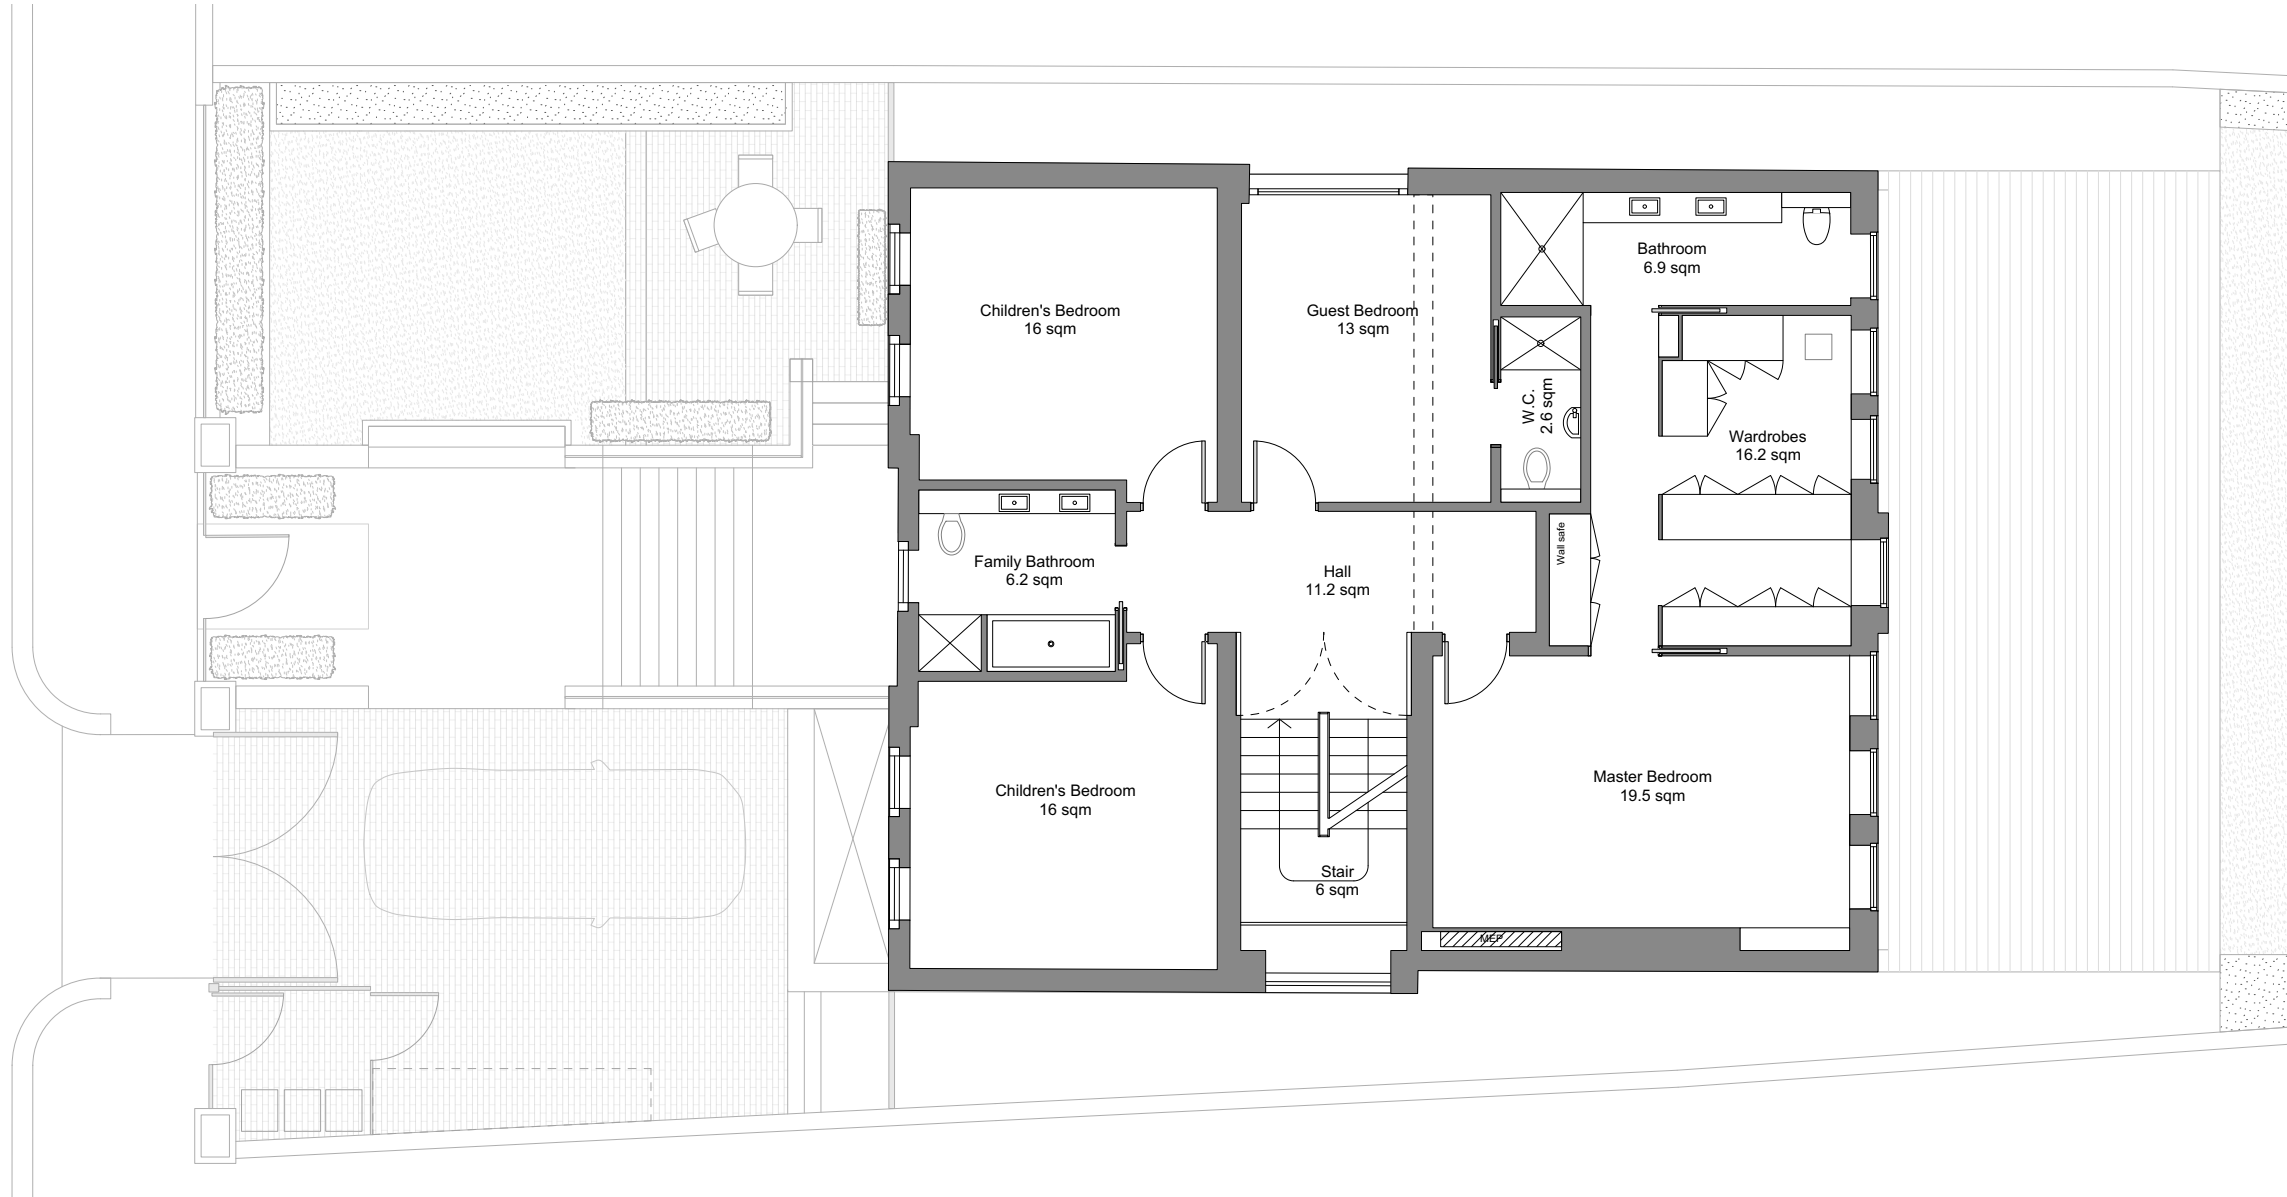 Bathroom
6.9 sqm
Children's Bedroom
16 sqm
Guest Bedroom
13 sqm
W.C.
2.6 sqm
Wardrobes
16.2 sqm
Wall safe
Family Bathroom
6.2 sqm
Hall
11.2 sqm
Children's Bedroom
16 sqm
Master Bedroom
19.5 sqm
Stair
6 sqm
MEP